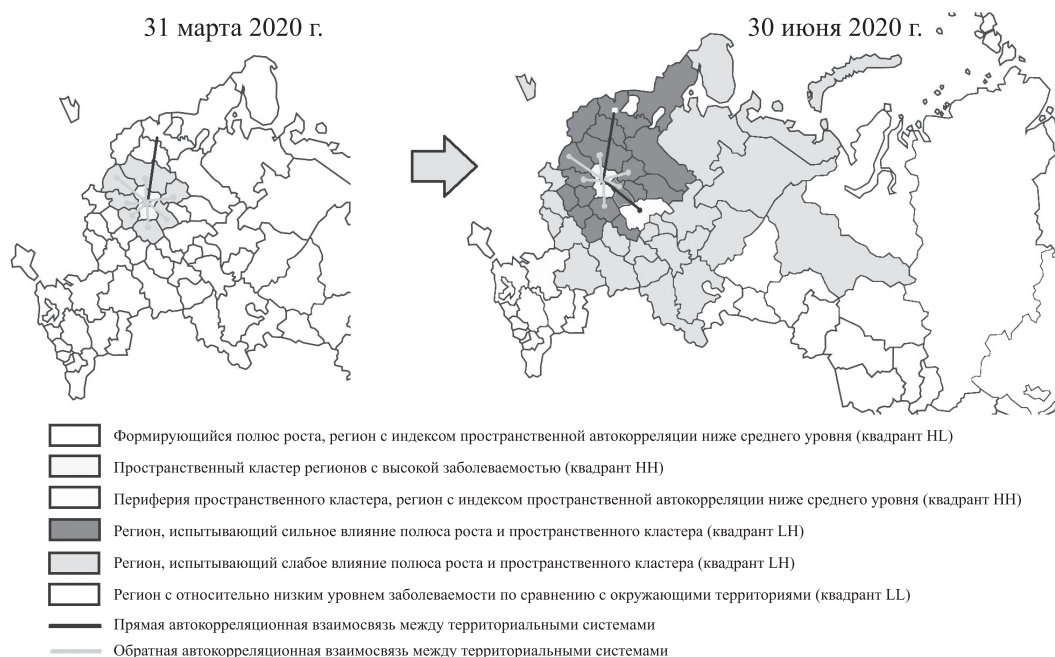 31 марта 2020 г.
30 июня 2020 г.
Формирующийся полюс роста, регион с индексом пространственной автокорреляции ниже среднего уровня (квадрант HL)
Пространственный кластер регионов с высокой заболеваемостью (квадрант HH)
Периферия пространственного кластера, регион с индексом пространственной автокорреляции ниже среднего уровня (квадрант HH)
Регион, испытывающий сильное влияние полюса роста и пространственного кластера (квадрант LH)
Регион, испытывающий слабое влияние полюса роста и пространственного кластера (квадрант LH)
Регион с относительно низким уровнем заболеваемости по сравнению с окружающими территориями (квадрант LL)
Прямая автокорреляционная взаимосвязь между территориальными системами
Обратная автокорреляционная взаимосвязь между территориальными системами